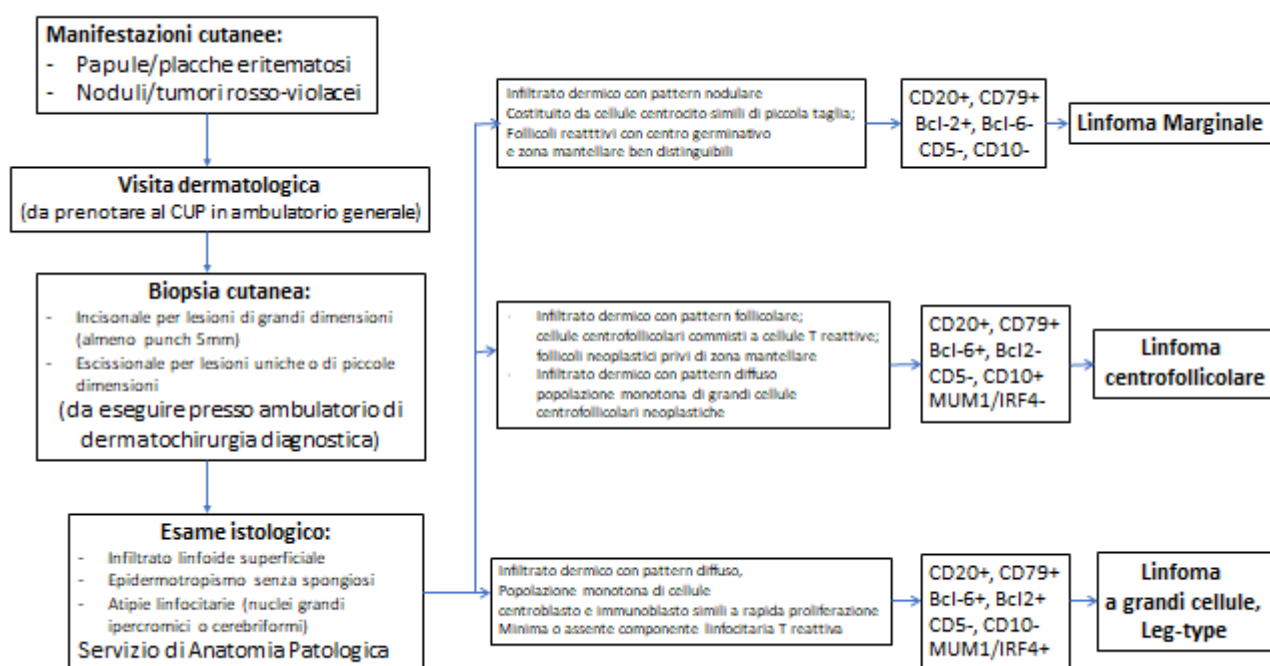 Manifestazioni cutanee:
- Papule/placche eritematosi
- Noduli/tumori rosso-violacei
Visita dermatologica
(da prenotare al CUP in ambulatorio generale)
Biopsia cutanea:
- Incisonale per lesioni di grandi dimensioni
(almeno punch 5mm)
- Escissionale per lesioni uniche o di piccole
dimensioni
(da eseguire presso ambulatorio di
dermatochirurgia diagnostica)
Esame istologico:
- Infiltrato linfoide superficiale
- Epidermotropismo senza spongiosi
- Atipie linfocitarie (nuclei grandi
ipercromici o cerebriformi)
Servizio di Anatomia Patologica
Infiltrato dermico con pattern nodulare
Costituito da cellule centrocito simili di piccola taglia;
Follicoli reatttivi con centro germinativo
e zona mantellare ben distinguibili
CD20+, CD79+
Bcl-2+, Bcl-6-
CD5-, CD10-
Linfoma Marginale
· Infiltrato dermico con pattern follicolare;
cellule centrofollicolari commisti a cellule T reattive;
follicoli neoplastici privi di zona mantellare
· Infiltrato dermico con pattern diffuso
popolazione monotona di grandi cellule
centrofollicolari neoplastiche
CD20+, CD79+
Bcl-6+, Bcl2-
CD5-, CD10+
MUM1/IRF4-
Linfoma
centrofollicolare
Infiltrato dermico con pattern diffuso,
Popolazione monotona di cellule
centroblasto e immunoblasto simili a rapida proliferazione
Minima o assente componente linfocitaria T reattiva
CD20+, CD79+
Bcl-6+, Bcl2+
CD5-, CD10-
MUM1/IRF4+
Linfoma
a grandi cellule,
Leg-type